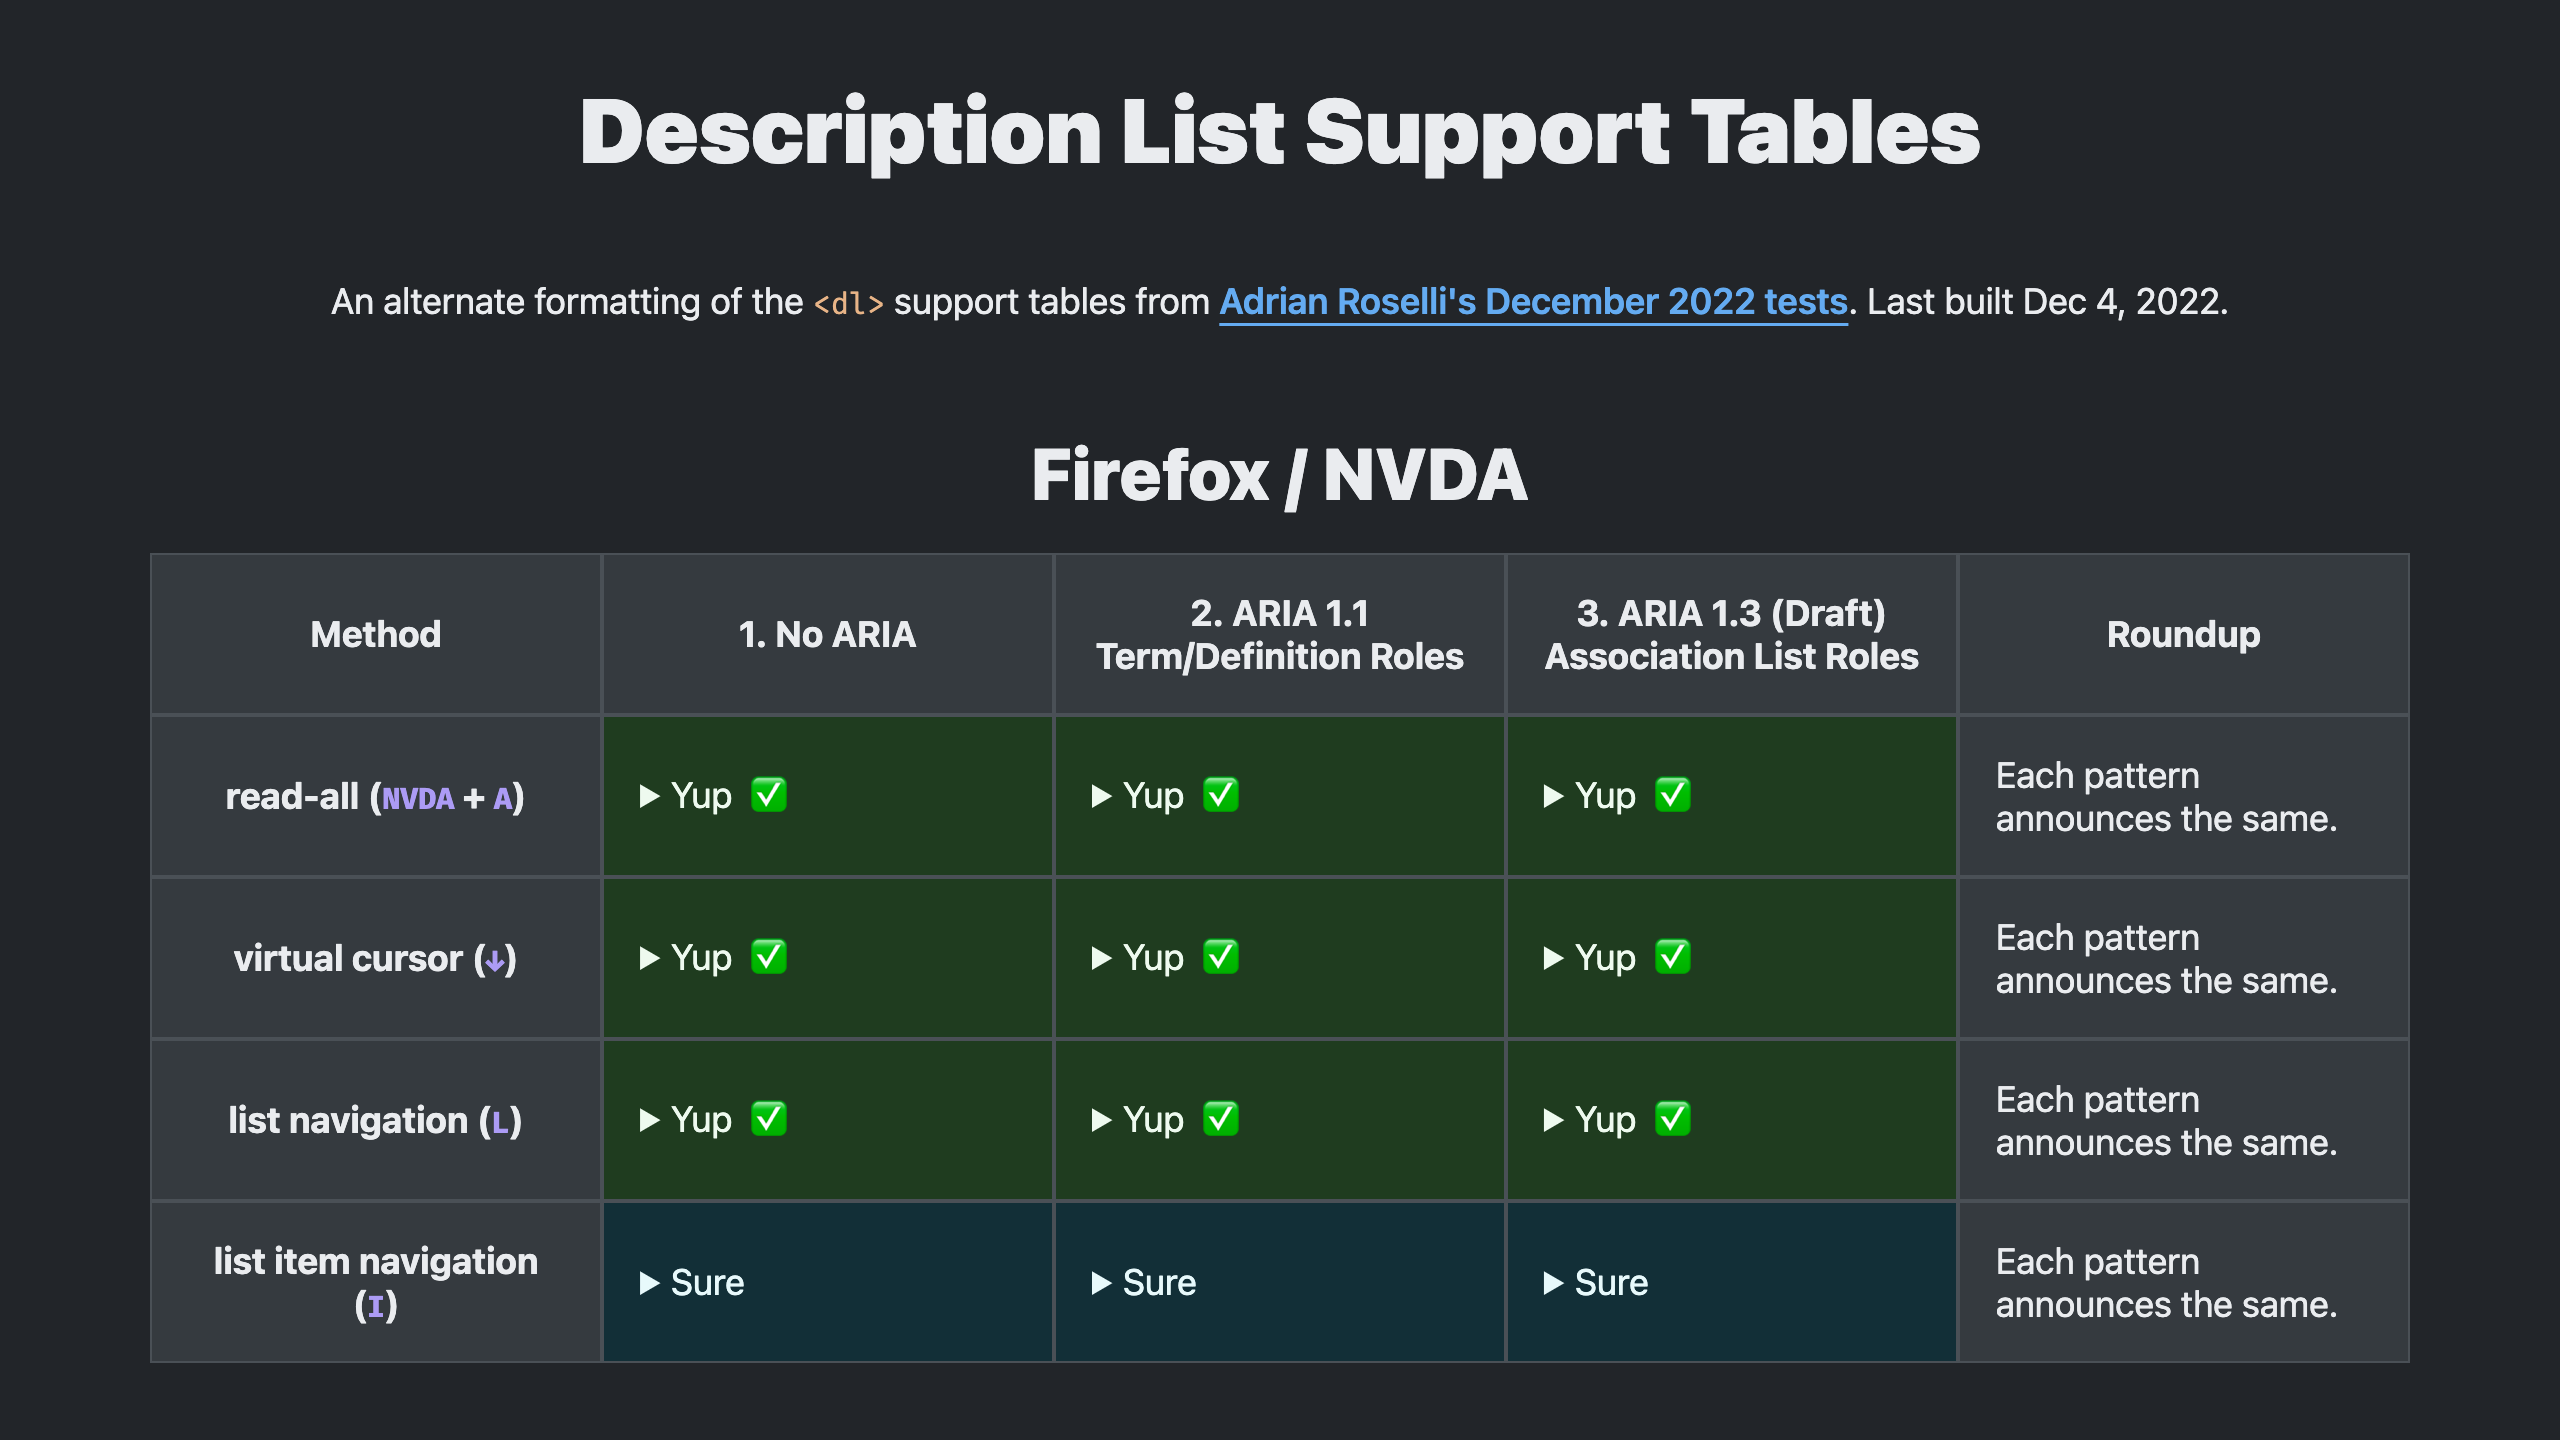 Description List Support Tables
An alternate formatting of the <dl> support tables from Adrian Roselli's December 2022 tests. Last built Dec 4, 2022.
Firefox / NVDA
Method
1. No ARIA
2. ARIA 1.1
Term/Definition Roles
3. ARIA 1.3 (Draft)
Association List Roles
Roundup
read-all (NVDA + A)
▶ Yup ✅
▶ Yup ✅
▶ Yup ✅
Each pattern
announces the same.
virtual cursor (↓)
▶ Yup ✅
▶ Yup ✅
▶ Yup ✅
Each pattern
announces the same.
list navigation (L)
▶ Yup ✅
▶ Yup ✅
▶ Yup ✅
Each pattern
announces the same.
list item navigation
(I)
▶ Sure
▶ Sure
▶ Sure
Each pattern
announces the same.